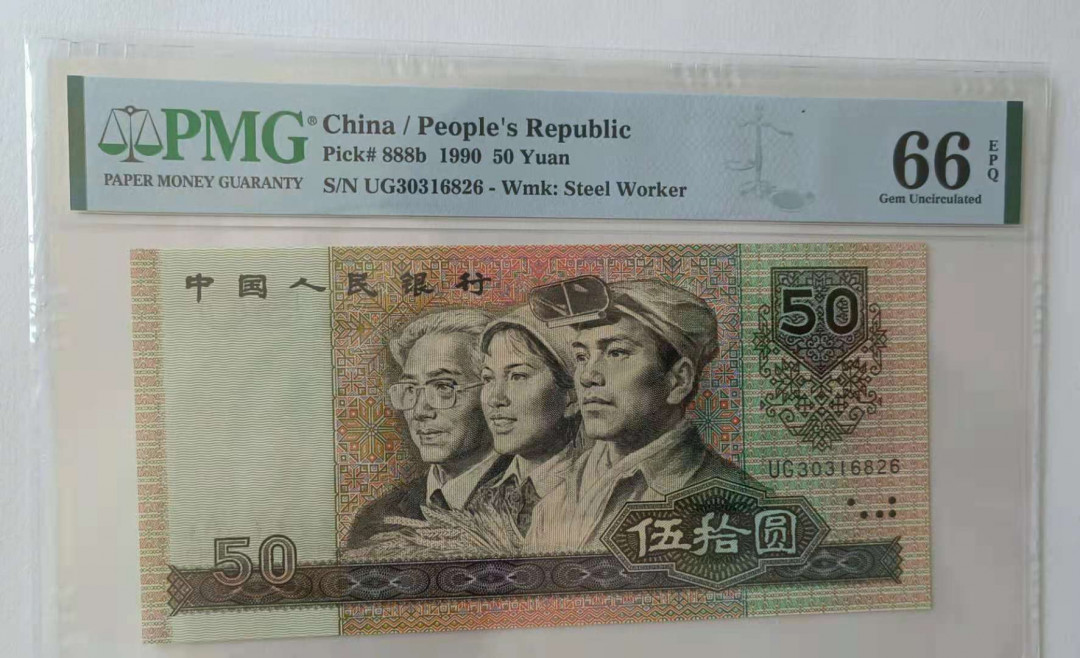 PMG®
PAPER MONEY GUARANTY
China / People's Republic
Pick# 888b 1990 50 Yuan
S/N UG30316826 - Wmk: Steel Worker
66
EPQ
Gem Uncirculated
中国人民银行
50
UG30316826
伍拾圆
50